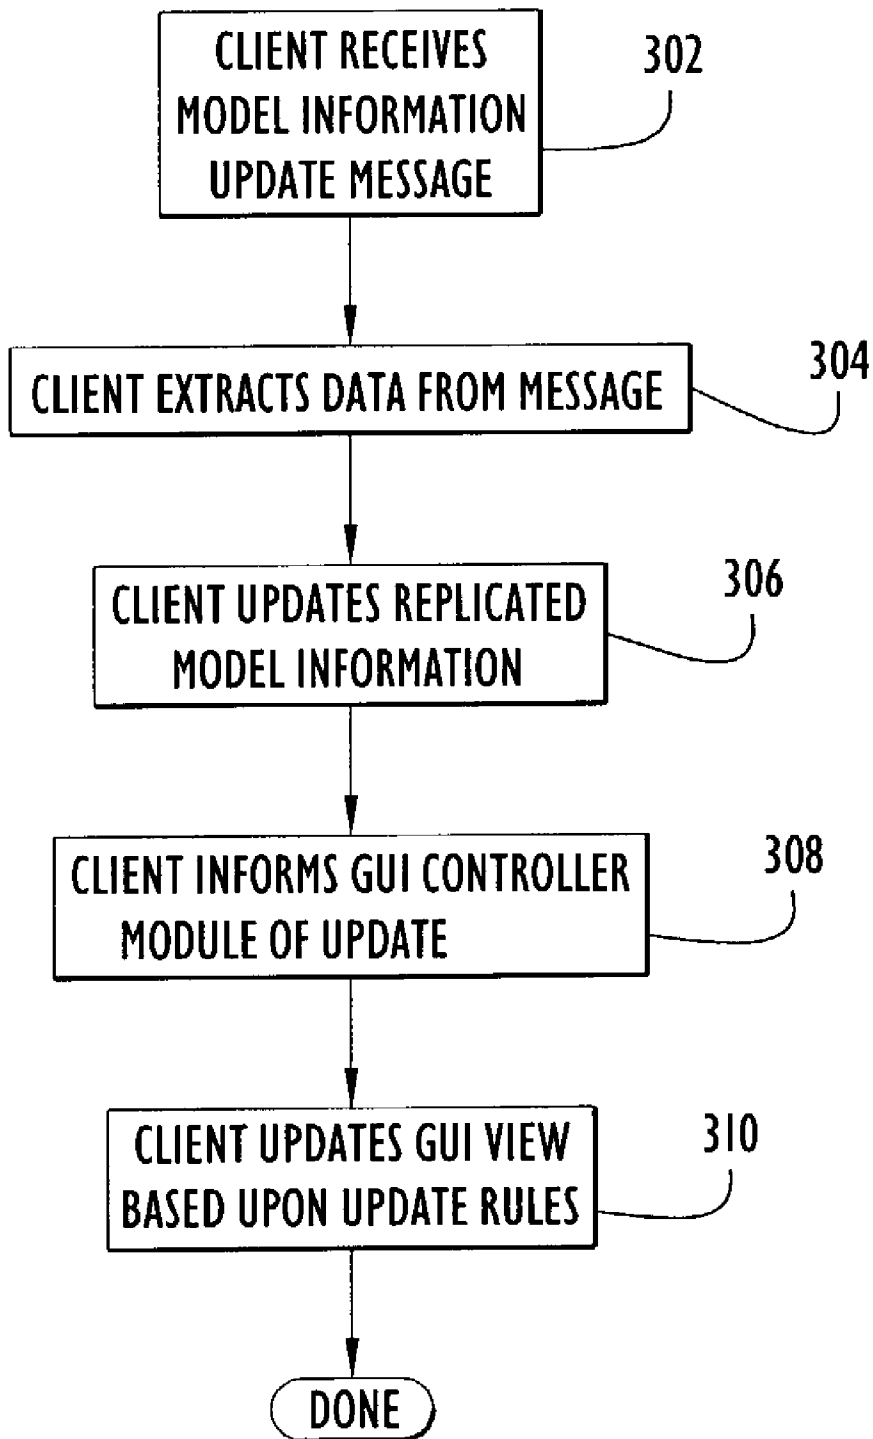 CLIENT RECEIVES
MODEL INFORMATION
UPDATE MESSAGE
302
CLIENT EXTRACTS DATA FROM MESSAGE
304
CLIENT UPDATES REPLICATED
MODEL INFORMATION
306
CLIENT INFORMS GUI CONTROLLER
MODULE OF UPDATE
308
CLIENT UPDATES GUI VIEW
BASED UPON UPDATE RULES
310
DONE